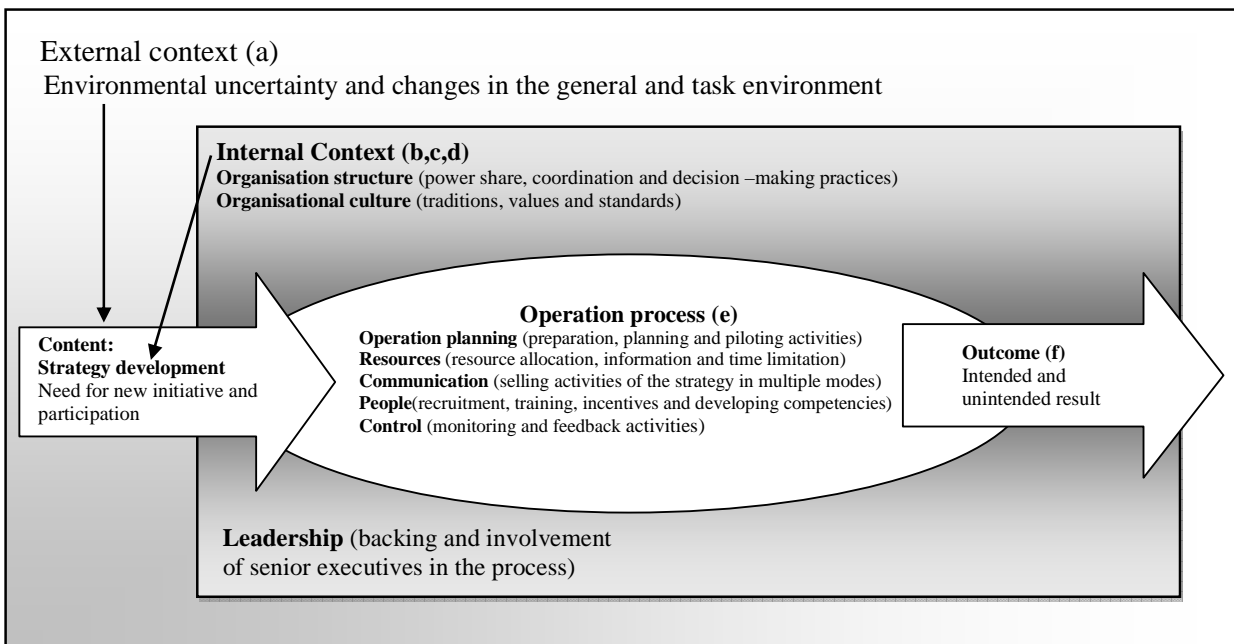 External context (a)
Environmental uncertainty and changes in the general and task environment
Internal Context (b,c,d)
Organisation structure (power share, coordination and decision –making practices)
Organisational culture (traditions, values and standards)
Content:
Strategy development
Need for new initiative and
participation
Operation process (e)
Operation planning (preparation, planning and piloting activities)
Resources (resource allocation, information and time limitation)
Communication (selling activities of the strategy in multiple modes)
People(recruitment, training, incentives and developing competencies)
Control (monitoring and feedback activities)
Outcome (f)
Intended and
unintended result
Leadership (backing and involvement
of senior executives in the process)